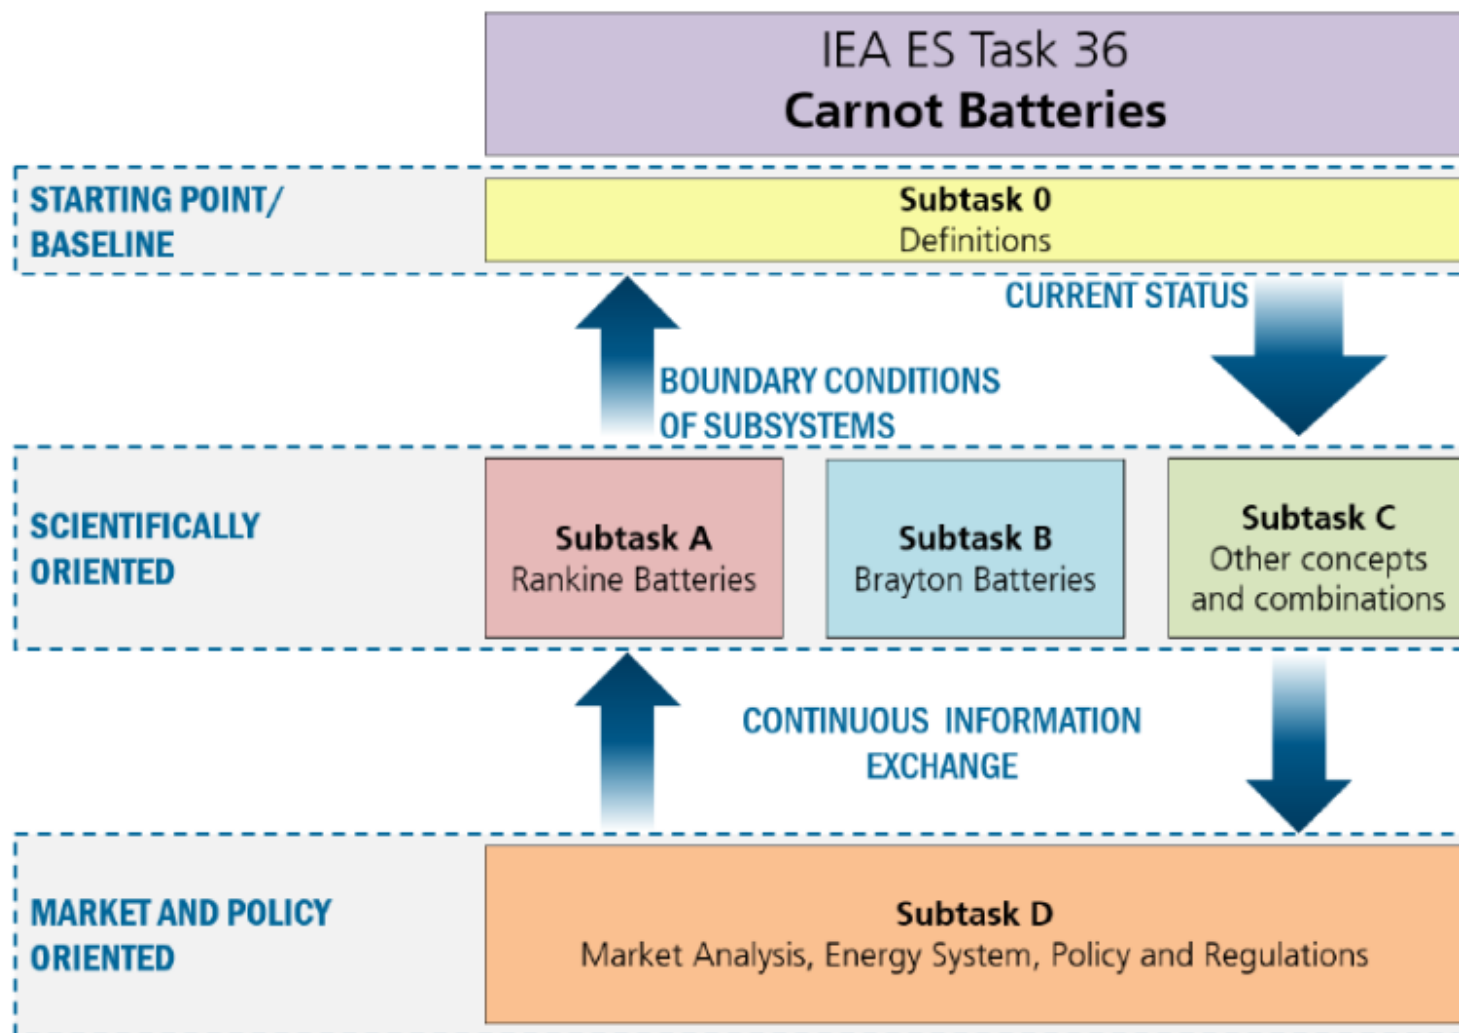 IEA ES Task 36
Carnot Batteries
STARTING POINT/
BASELINE
Subtask 0
Definitions
CURRENT STATUS
BOUNDARY CONDITIONS
OF SUBSYSTEMS
SCIENTIFICALLY
ORIENTED
Subtask A
Rankine Batteries
Subtask B
Brayton Batteries
Subtask C
Other concepts
and combinations
CONTINUOUS INFORMATION
EXCHANGE
MARKET AND POLICY
ORIENTED
Subtask D
Market Analysis, Energy System, Policy and Regulations